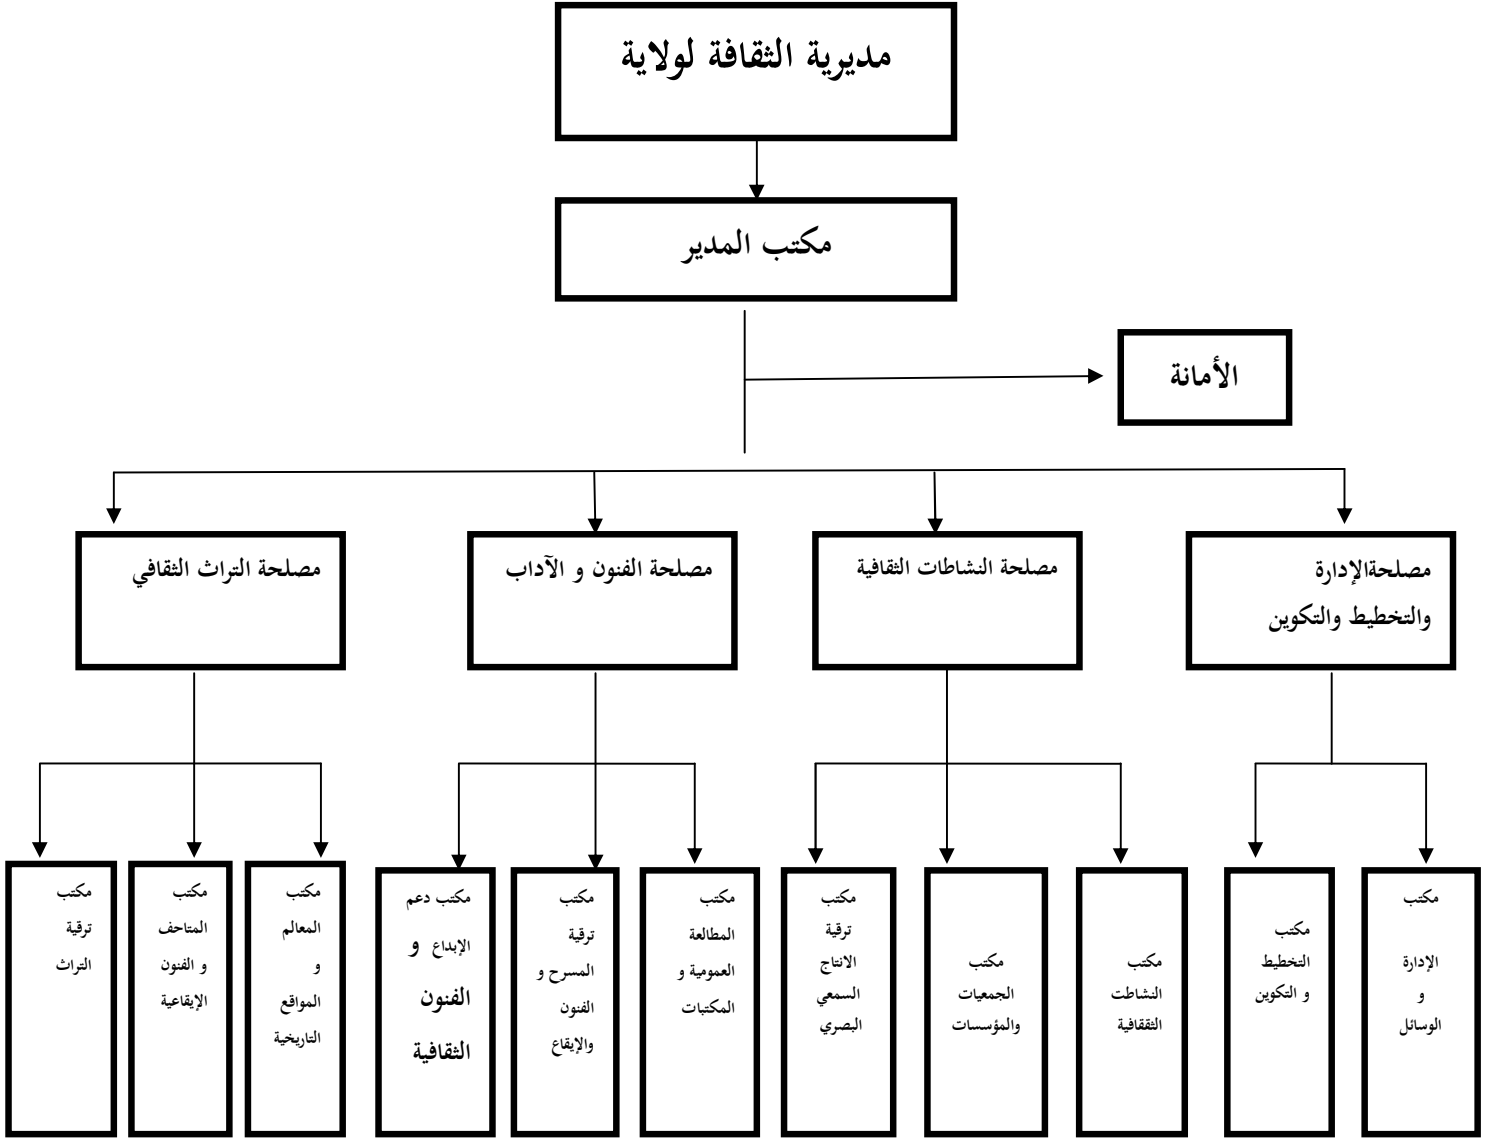 مديرية الثقافة لولاية
مكتب المدير
الأمانة
مصلحةالإدارة
والتخطيط والتكوين
مصلحة النشاطات الثقافية
مصلحة الفنون و الآداب
مصلحة التراث الثقافي
مكتب
الإدارة
و
الوسائل
مكتب
التخطيط
و التكوين
مكتب
النشاطت
الثققافية
مكتب
الجمعيات
والمؤسسات
مكتب
ترقية
الانتاج
السمعي
البصري
مكتب
المطالعة
العمومية و
المكتبات
مكتب
ترقية
المسرح و
الفنون
والإيقاع
مكتب دعم
الإبداع و
الفنون
الثقافية
مكتب
المعالم
و
المواقع
التاريخية
مكتب
المتاحف
و الفنون
الإيقاعية
مكتب
ترقية
التراث